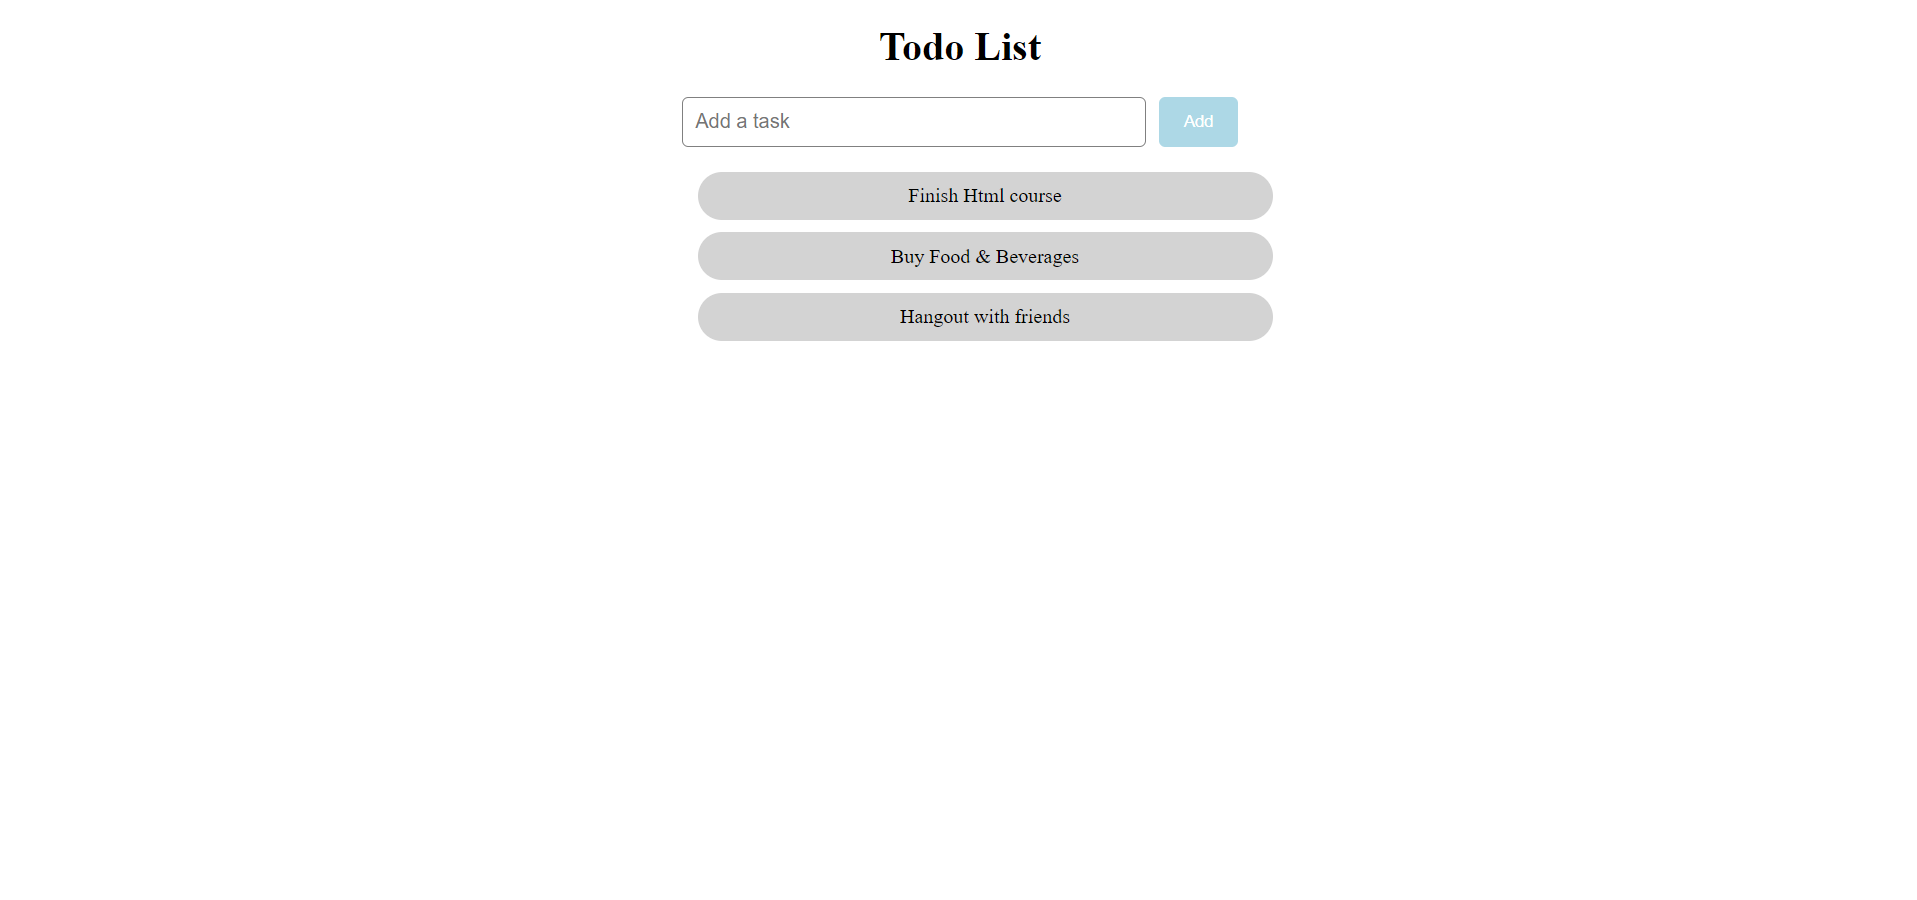 Todo List
Add a task
Add
Finish Html course
Buy Food & Beverages
Hangout with friends